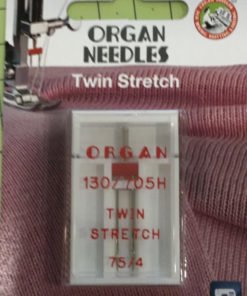 ORGAN
NEEDLES
Twin Stretch
ORGAN
130/705H
TWIN
STRETCH
75/4